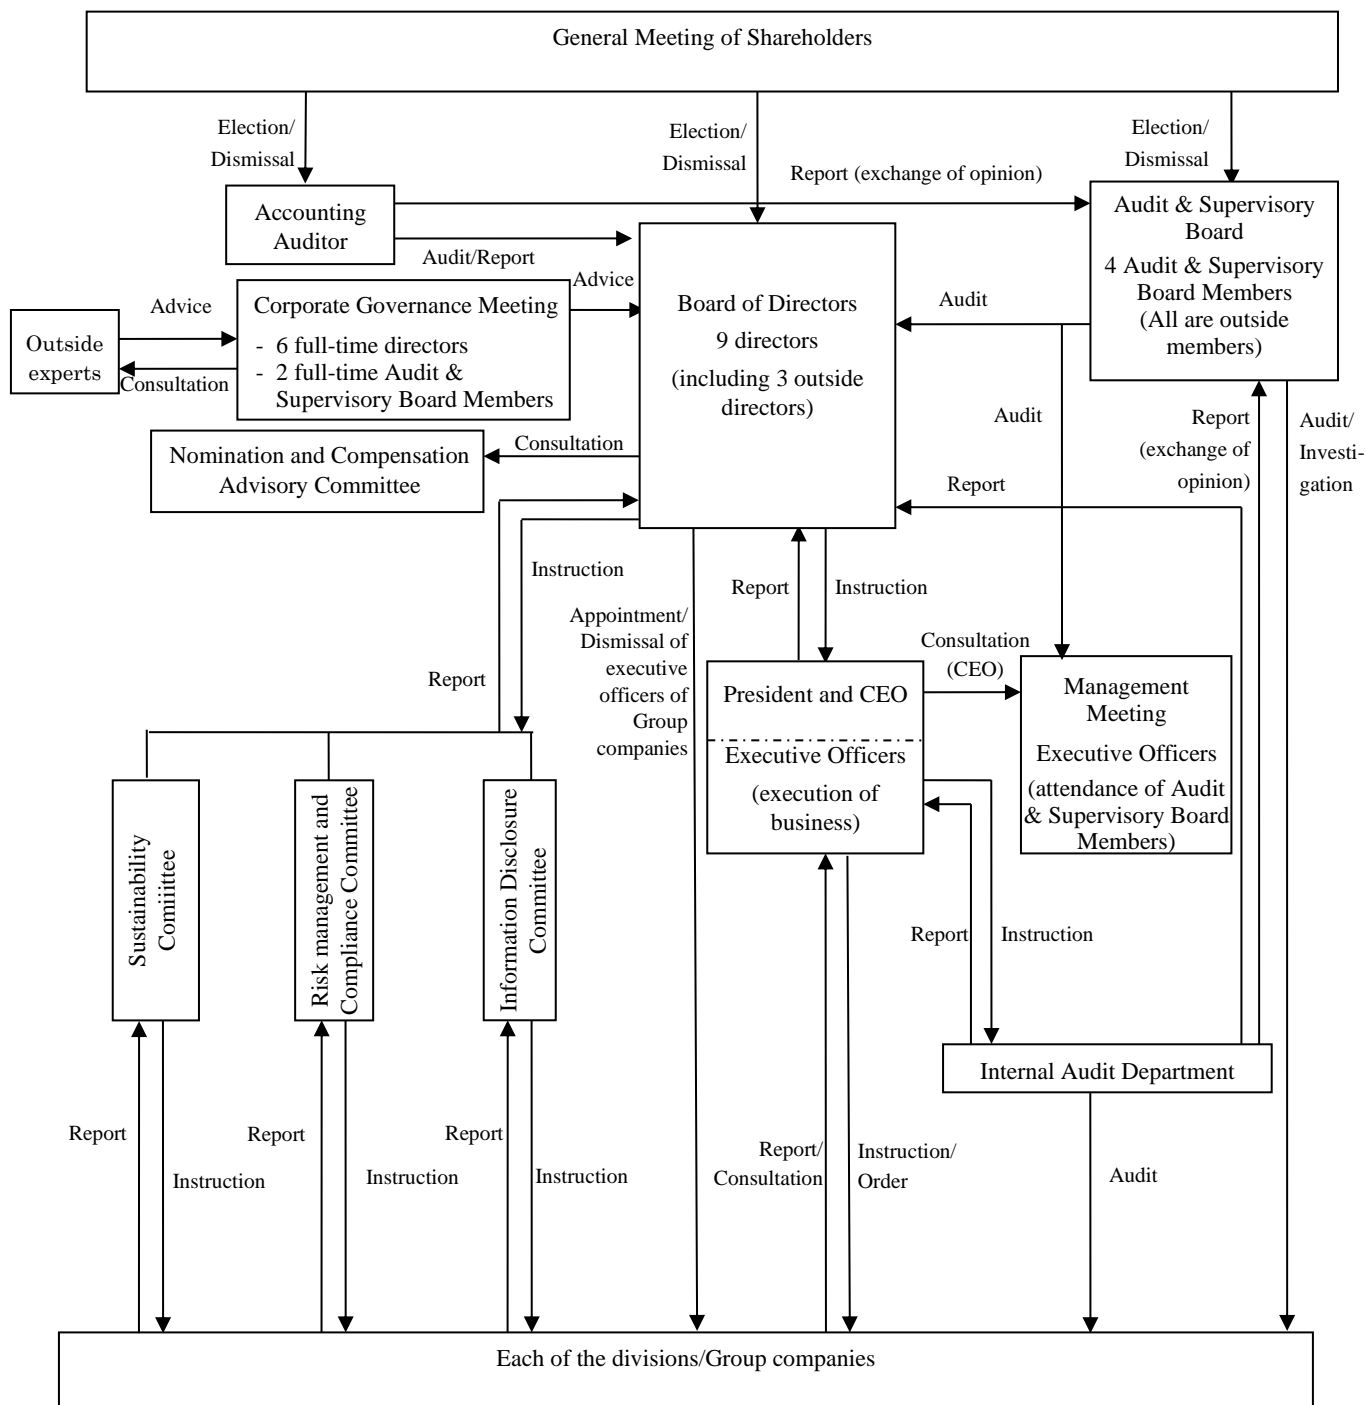 General Meeting of Shareholders
Election/
Dismissal
Election/
Dismissal
Election/
Dismissal
Report (exchange of opinion)
Accounting
Auditor
Audit/Report
Audit & Supervisory
Board
4 Audit & Supervisory
Board Members
(All are outside
members)
Advice
Corporate Governance Meeting
- 6 full-time directors
- 2 full-time Audit &
Supervisory Board Members
Advice
Outside
experts
Consultation
Board of Directors
9 directors
(including 3 outside
directors)
Audit
Audit
Report
(exchange of
opinion)
Audit/
Investi-
gation
Nomination and Compensation
Advisory Committee
Consultation
Report
Instruction
Report
Appointment/
Dismissal of
executive
officers of
Group
companies
Report
Instruction
Consultation
(CEO)
President and CEO
Executive Officers
(execution of
business)
Management
Meeting
Executive Officers
(attendance of Audit
& Supervisory Board
Members)
Sustainability
Comiiittee
Risk management and
Compliance Committee
Information Disclosure
Committee
Report
Instruction
Internal Audit Department
Report
Instruction
Report
Instruction
Report
Instruction
Report/
Consultation
Instruction/
Order
Audit
Each of the divisions/Group companies